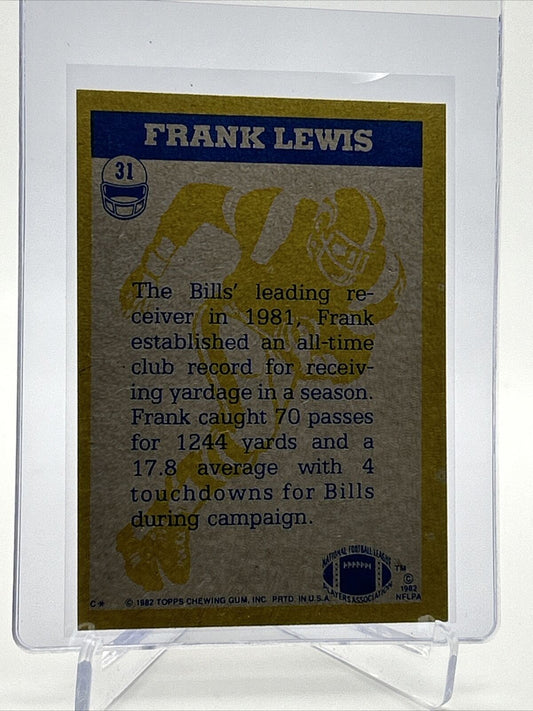 FRANK LEWIS
31
The Bills' leading re-
ceiver in 1981, Frank
established an all-time
club record for receiv-
ing yardage in a season.
Frank caught 70 passes
for 1244 yards and a
17.8 average with 4
touchdowns for Bills
during campaign.
NATIONAL FOOTBALL LEAGUE
PLAYERS ASSOCIATION
TM
©
1982
NFLPA
C* © 1982 TOPPS CHEWING GUM, INC. PRTD. IN U.S.A.